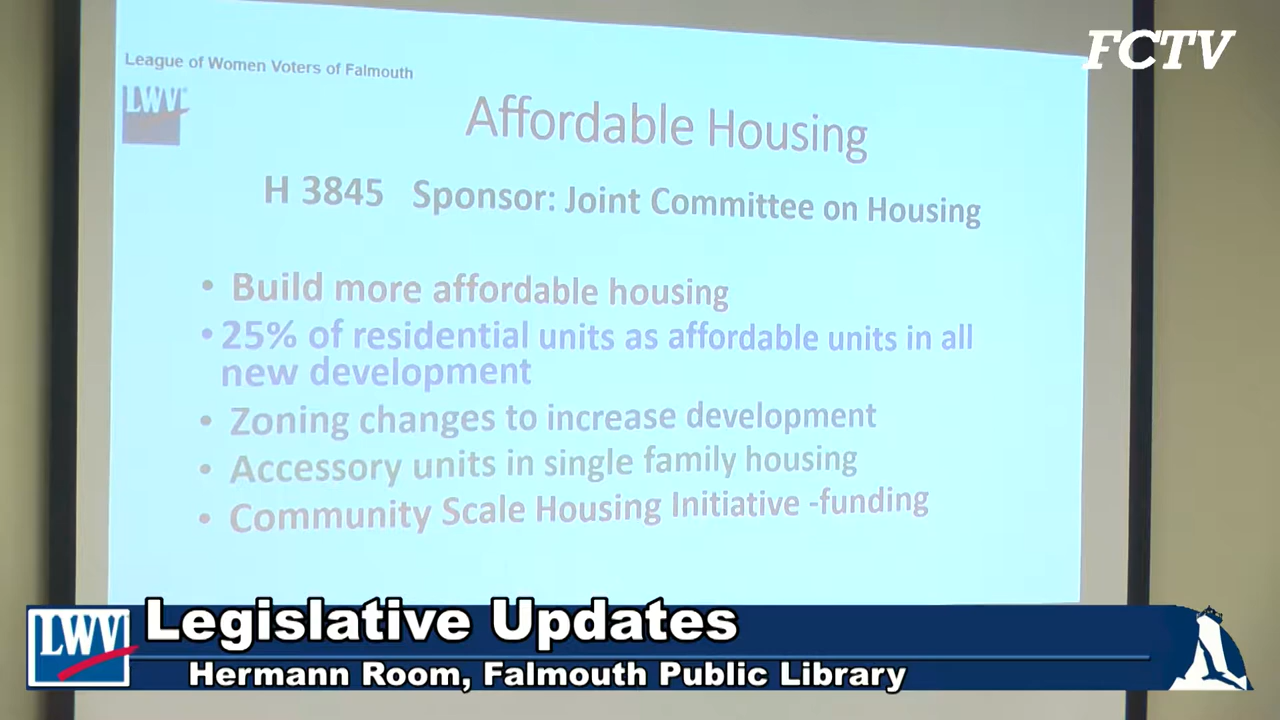 FCTV
League of Women Voters of Falmouth
LWV
Affordable Housing
H 3845 Sponsor: Joint Committee on Housing
• Build more affordable housing
• 25% of residential units as affordable units in all
new development
• Zoning changes to increase development
• Accessory units in single family housing
• Community Scale Housing Initiative -funding
LWV
Legislative Updates
Hermann Room, Falmouth Public Library